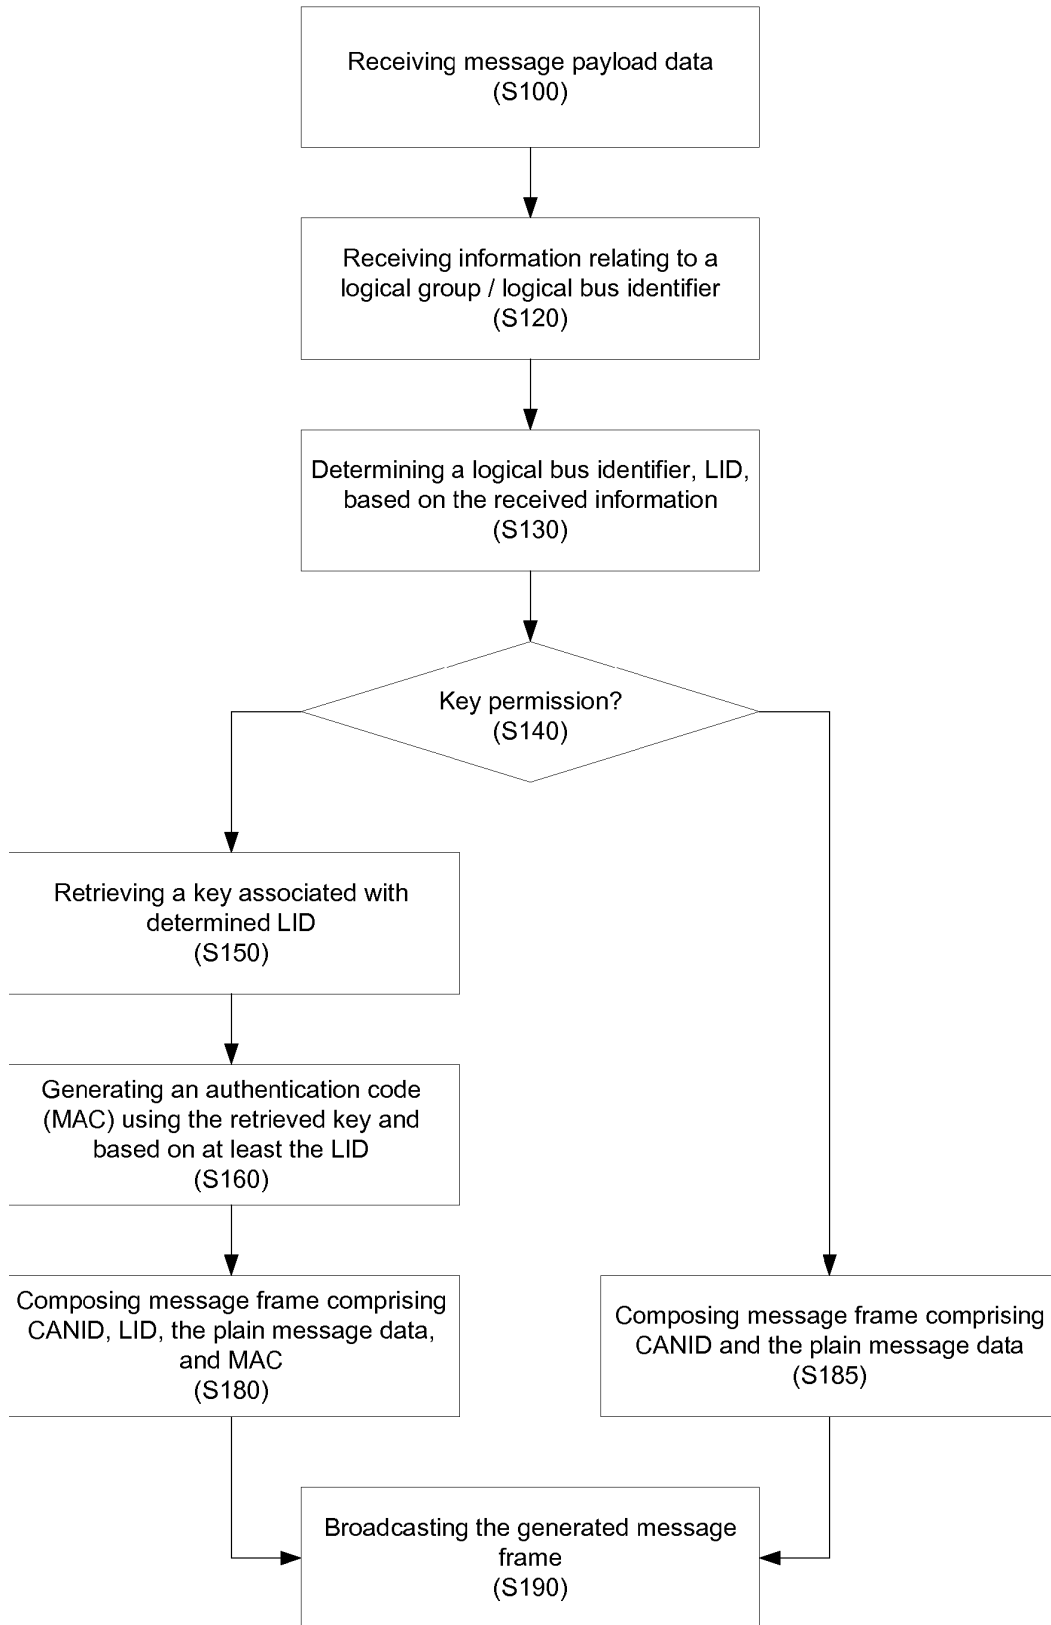 Receiving message payload data
(S100)
Receiving information relating to a
logical group / logical bus identifier
(S120)
Determining a logical bus identifier, LID,
based on the received information
(S130)
Key permission?
(S140)
Retrieving a key associated with
determined LID
(S150)
Generating an authentication code
(MAC) using the retrieved key and
based on at least the LID
(S160)
Composing message frame comprising
CANID, LID, the plain message data,
and MAC
(S180)
Composing message frame comprising
CANID and the plain message data
(S185)
Broadcasting the generated message
frame
(S190)